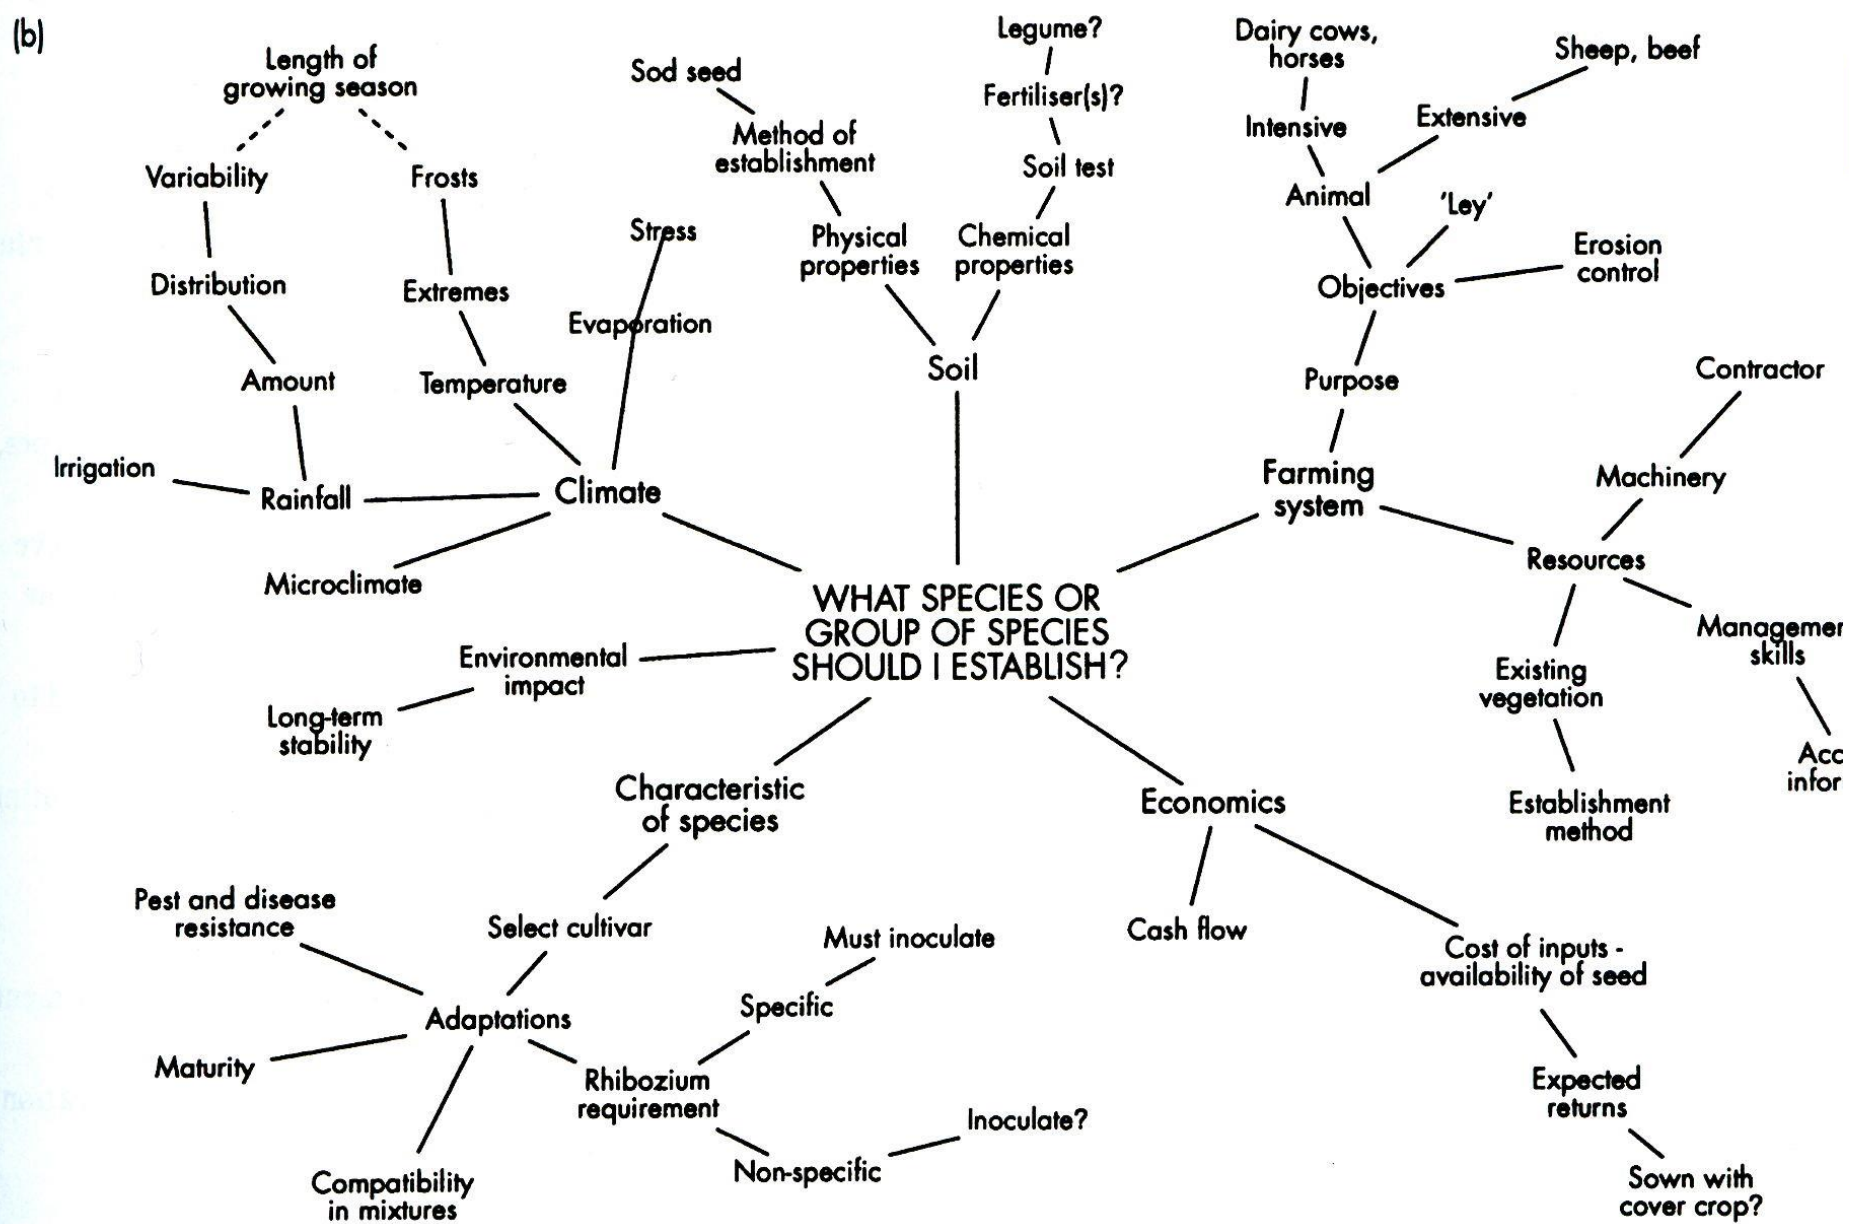 (b)
Length of
growing season
Variability
Frosts
Distribution
Extremes
Stress
Evaporation
Amount
Temperature
Irrigation
Rainfall
Climate
Microclimate
Sod seed
Method of
establishment
Physical
properties
Legume?
Fertiliser(s)?
Soil test
Chemical
properties
Soil
Dairy cows,
horses
Intensive
Sheep, beef
Extensive
Animal
'Ley'
Erosion
control
Objectives
Purpose
Farming
system
Contractor
Machinery
Resources
Managemen
skills
Acc
infor
Existing
vegetation
Establishment
method
WHAT SPECIES OR
GROUP OF SPECIES
SHOULD I ESTABLISH?
Environmental
impact
Long-term
stability
Characteristic
of species
Select cultivar
Pest and disease
resistance
Adaptations
Maturity
Compatibility
in mixtures
Rhibozium
requirement
Specific
Must inoculate
Non-specific
Inoculate?
Economics
Cash flow
Cost of inputs -
availability of seed
Expected
returns
Sown with
cover crop?